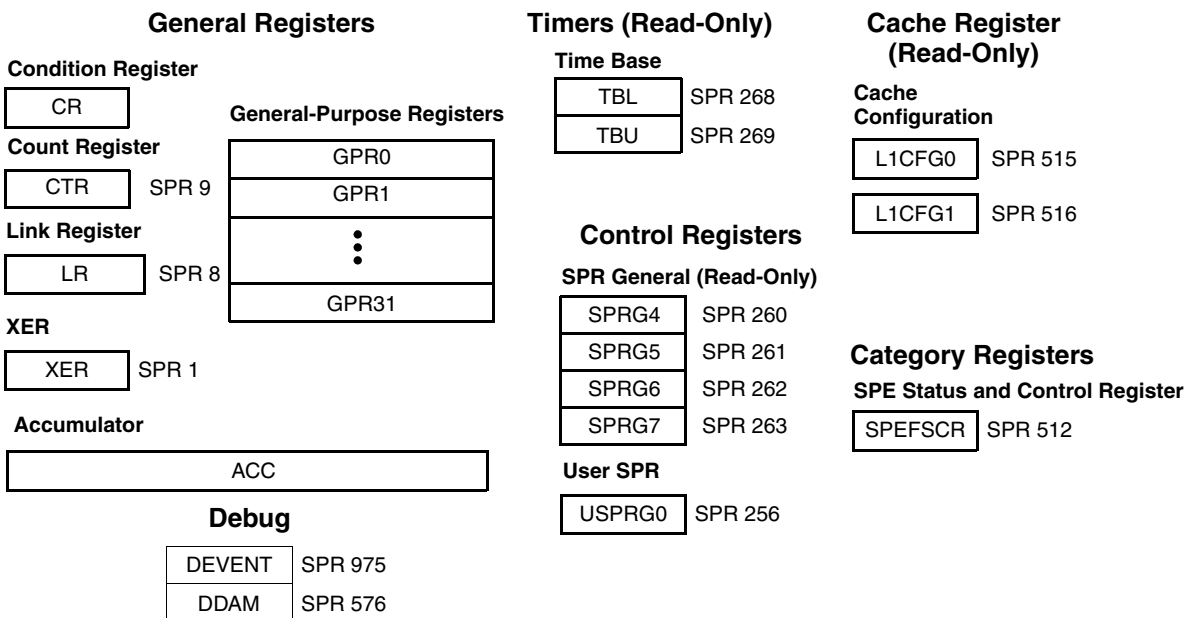 General Registers
Condition Register
CR
Count Register
CTR SPR 9
Link Register
LR SPR 8
XER
XER SPR 1
General-Purpose Registers
GPR0
GPR1
GPR31
Accumulator
ACC
Debug
DEVENT SPR 975
DDAM SPR 576
Timers (Read-Only)
Time Base
TBL SPR 268
TBU SPR 269
Control Registers
SPR General (Read-Only)
SPRG4 SPR 260
SPRG5 SPR 261
SPRG6 SPR 262
SPRG7 SPR 263
User SPR
USPRG0 SPR 256
Cache Register
(Read-Only)
Cache
Configuration
L1CFG0 SPR 515
L1CFG1 SPR 516
Category Registers
SPE Status and Control Register
SPEFSCR SPR 512